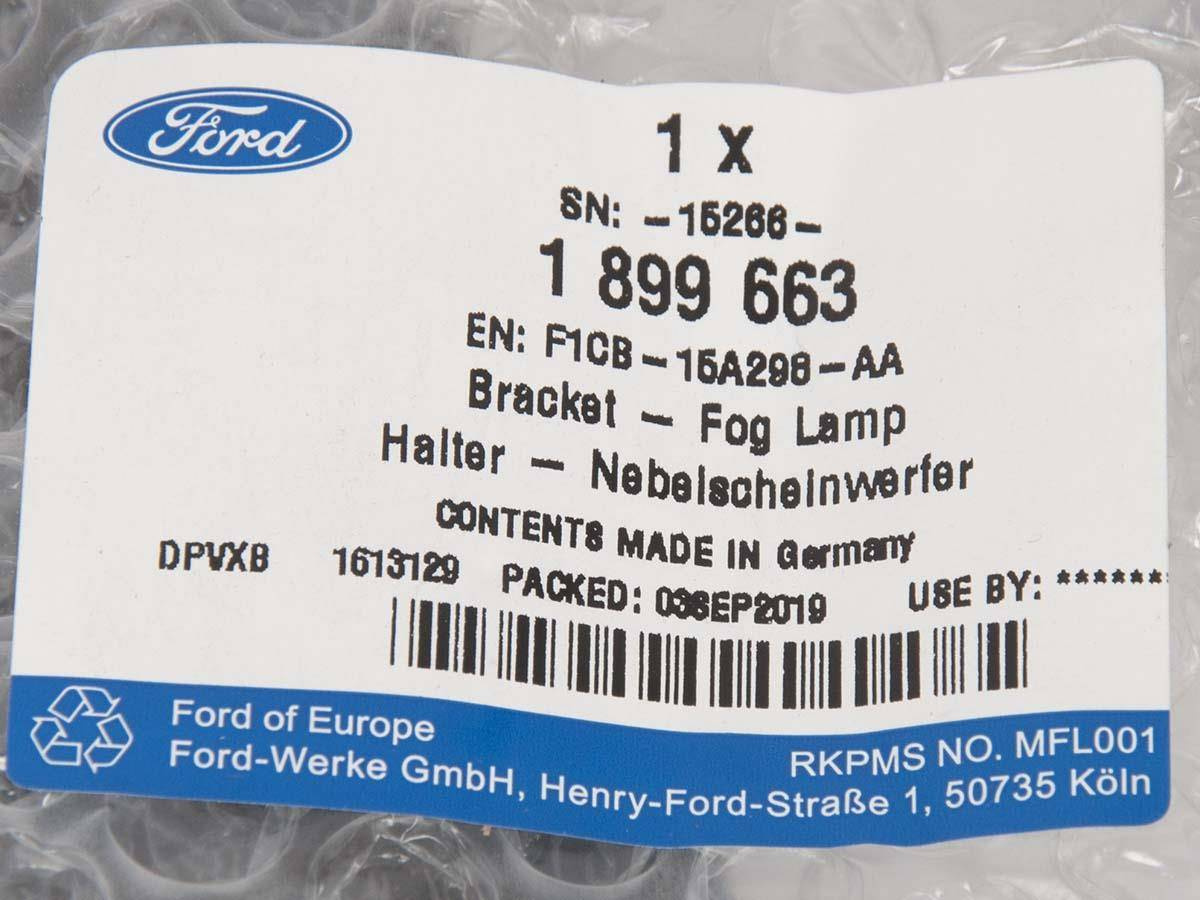 Ford
1 X
SN: -15266-
1 899 663
EN: F1CB-15A298-AA
Bracket - Fog Lamp
Halter - Nebelscheinwerfer
CONTENTS MADE IN Germany
DPVXB 1613129 PACKED: 03SEP2019 USE BY: ******
Ford of Europe
Ford-Werke GmbH, Henry-Ford-Straße 1, 50735 Köln
RKPMS NO. MFL001